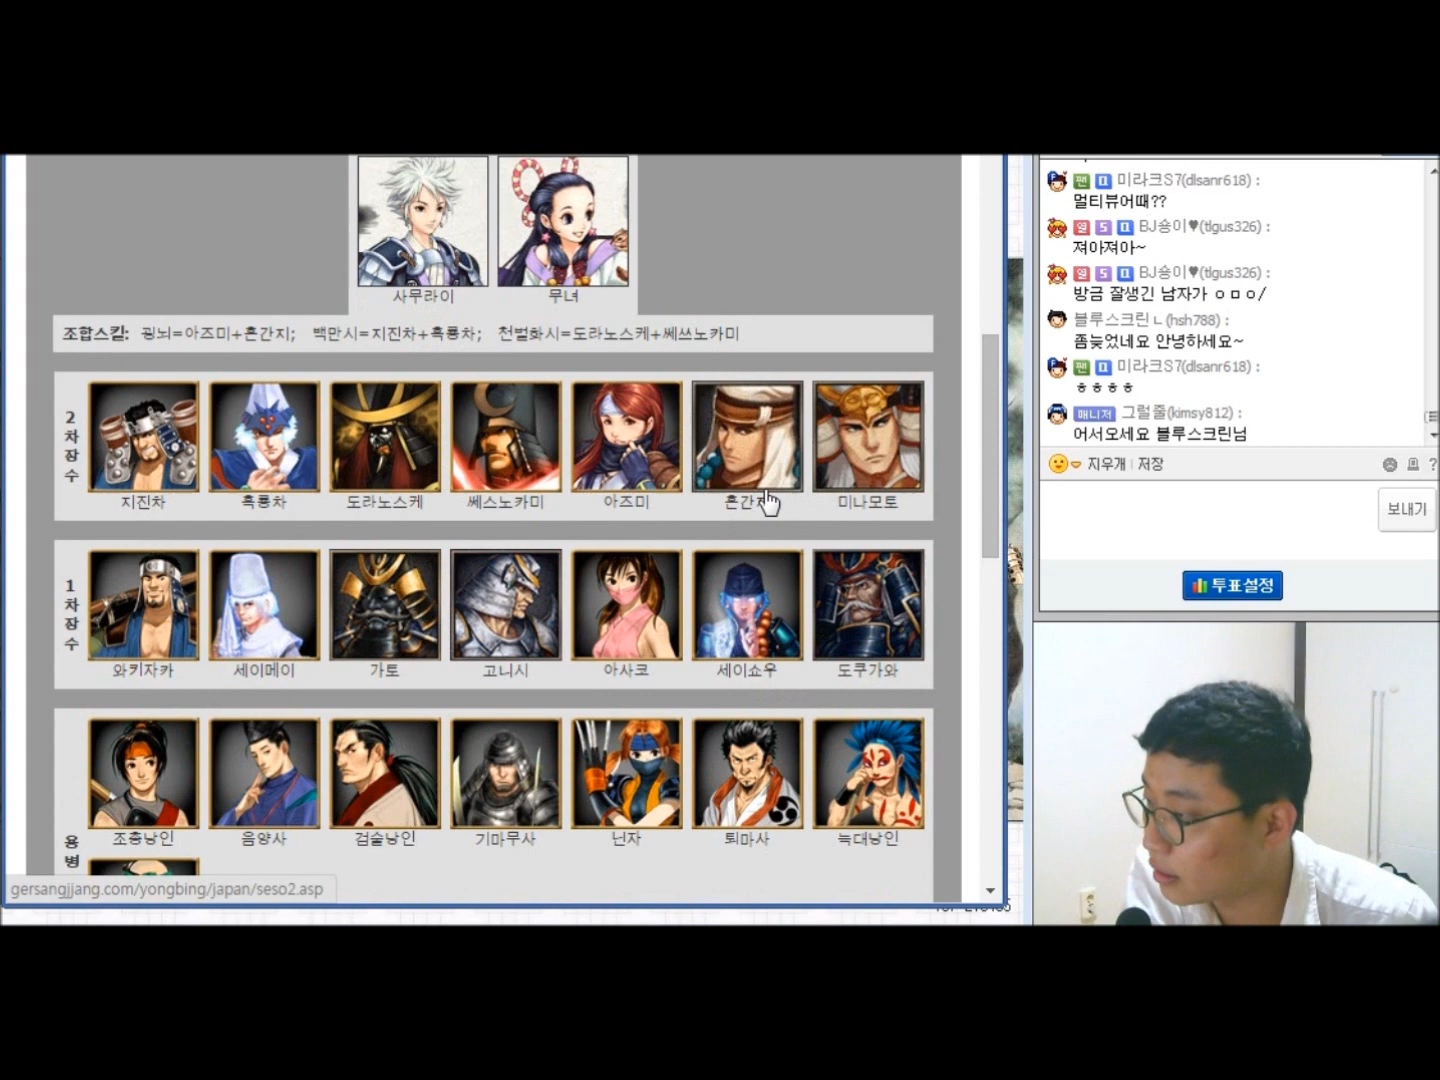 사무라이
무녀
조합스킬: 굉뇌=아즈미+혼간지; 백만시=지진차+흑룡차; 천벌화시=도라노스케+쎄쓰노카미
2차장수
지진차
흑룡차
도라노스케
쎄스노카미
아즈미
혼간지
미나모토
1차장수
와키자카
세이메이
가토
고니시
아사코
세이쇼우
도쿠가와
용병
조총낭인
음양사
검술낭인
기마무사
닌자
퇴마사
늑대낭인
gersangjjang.com/yongbing/japan/seso2.asp
팬 미라크S7(dlsanr618) :
멀티뷰어때??
열 5 BJ숑이♥(tlgus326) :
져아져아~
열 5 BJ숑이♥(tlgus326) :
방금 잘생긴 남자가 ㅇㅁㅇ/
블루스크린ㄴ(hsh788) :
좀늦었네요 안녕하세요~
팬 미라크S7(dlsanr618) :
ㅎㅎㅎㅎ
매니저 그럴줄(kimsy812) :
어서오세요 블루스크린님
지우개 | 저장
?
보내기
투표설정